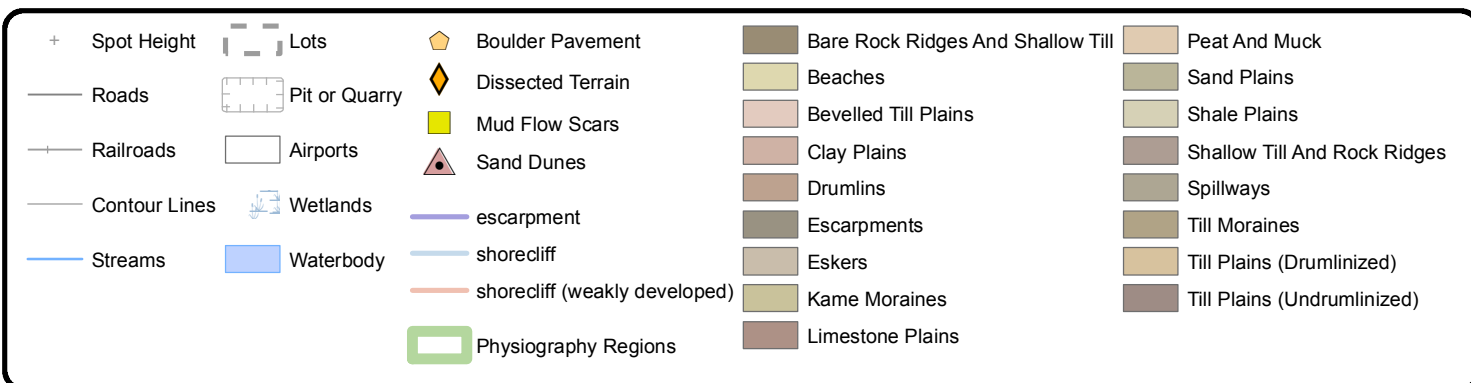 Spot Height
Roads
Railroads
Contour Lines
Streams
Lots
Pit or Quarry
Airports
Wetlands
Waterbody
Boulder Pavement
Dissected Terrain
Mud Flow Scars
Sand Dunes
escarpment
shorecliff
shorecliff (weakly developed)
Physiography Regions
Bare Rock Ridges And Shallow Till
Beaches
Bevelled Till Plains
Clay Plains
Drumlins
Escarpments
Eskers
Kame Moraines
Limestone Plains
Peat And Muck
Sand Plains
Shale Plains
Shallow Till And Rock Ridges
Spillways
Till Moraines
Till Plains (Drumlinized)
Till Plains (Undrumlinized)